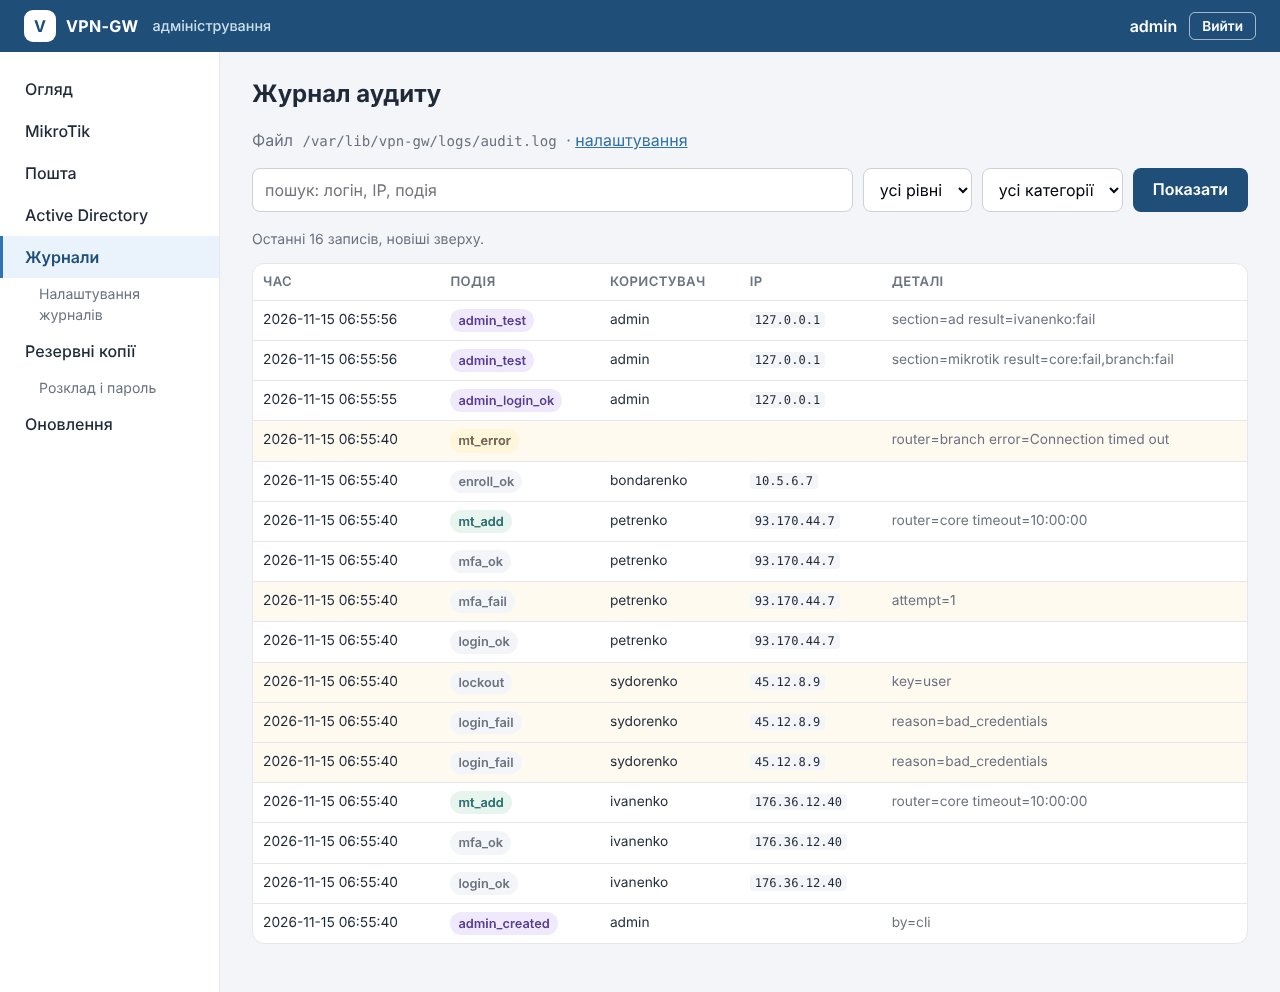 V VPN-GW адміністрування admin Вийти
Огляд
MikroTik
Пошта
Active Directory
Журнали
Налаштування
журналів
Резервні копії
Розклад і пароль
Оновлення
Журнал аудиту
Файл /var/lib/vpn-gw/logs/audit.log · налаштування
пошук: логін, IP, подія усі рівні усі категорії Показати
Останні 16 записів, новіші зверху.
ЧАС ПОДІЯ КОРИСТУВАЧ IP ДЕТАЛІ
2026-11-15 06:55:56 admin_test admin 127.0.0.1 section=ad result=ivanenko:fail
2026-11-15 06:55:56 admin_test admin 127.0.0.1 section=mikrotik result=core:fail,branch:fail
2026-11-15 06:55:55 admin_login_ok admin 127.0.0.1
2026-11-15 06:55:40 mt_error router=branch error=Connection timed out
2026-11-15 06:55:40 enroll_ok bondarenko 10.5.6.7
2026-11-15 06:55:40 mt_add petrenko 93.170.44.7 router=core timeout=10:00:00
2026-11-15 06:55:40 mfa_ok petrenko 93.170.44.7
2026-11-15 06:55:40 mfa_fail petrenko 93.170.44.7 attempt=1
2026-11-15 06:55:40 login_ok petrenko 93.170.44.7
2026-11-15 06:55:40 lockout sydorenko 45.12.8.9 key=user
2026-11-15 06:55:40 login_fail sydorenko 45.12.8.9 reason=bad_credentials
2026-11-15 06:55:40 login_fail sydorenko 45.12.8.9 reason=bad_credentials
2026-11-15 06:55:40 mt_add ivanenko 176.36.12.40 router=core timeout=10:00:00
2026-11-15 06:55:40 mfa_ok ivanenko 176.36.12.40
2026-11-15 06:55:40 login_ok ivanenko 176.36.12.40
2026-11-15 06:55:40 admin_created admin by=cli